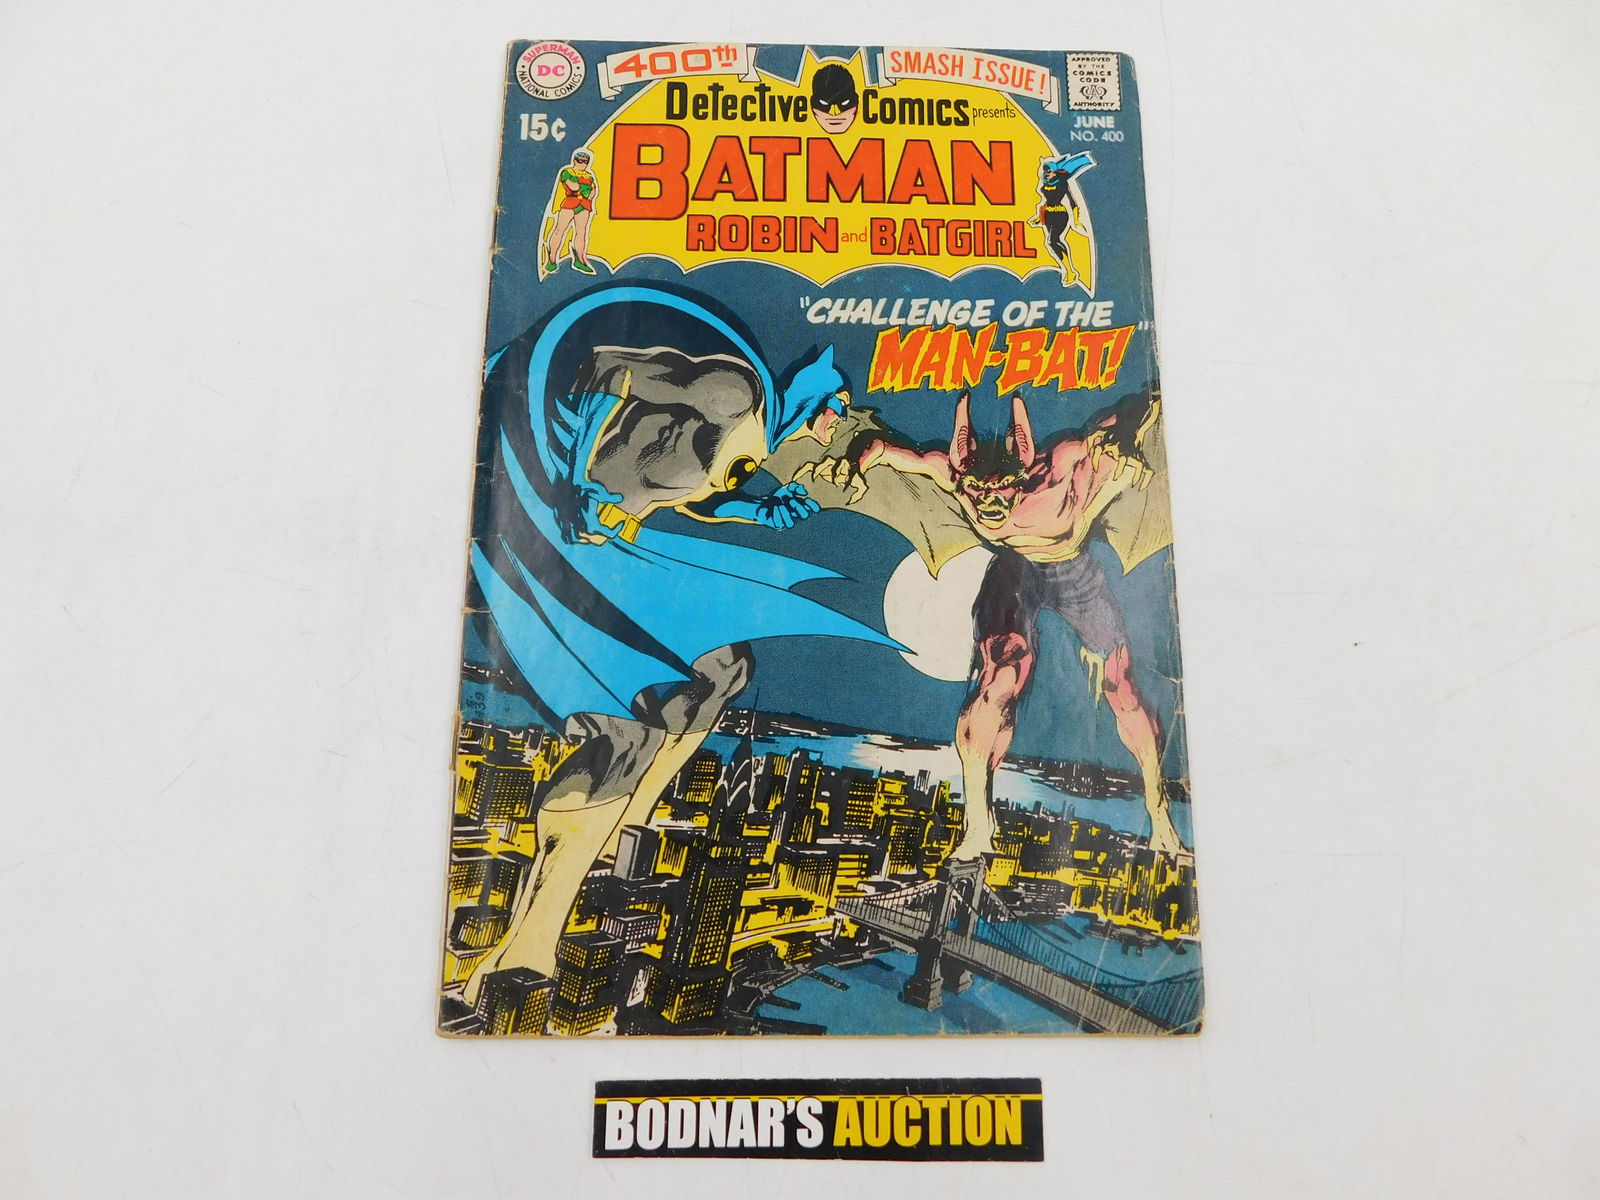 SUPERMAN
DC
NATIONAL COMICS
400th
SMASH ISSUE!
APPROVED
BY THE
COMICS
CODE
CA
AUTHORITY
Detective Comics presents
15¢
JUNE
NO. 400
BATMAN
ROBIN and BATGIRL
"CHALLENGE OF THE
MAN-BAT!"
BODNAR'S AUCTION